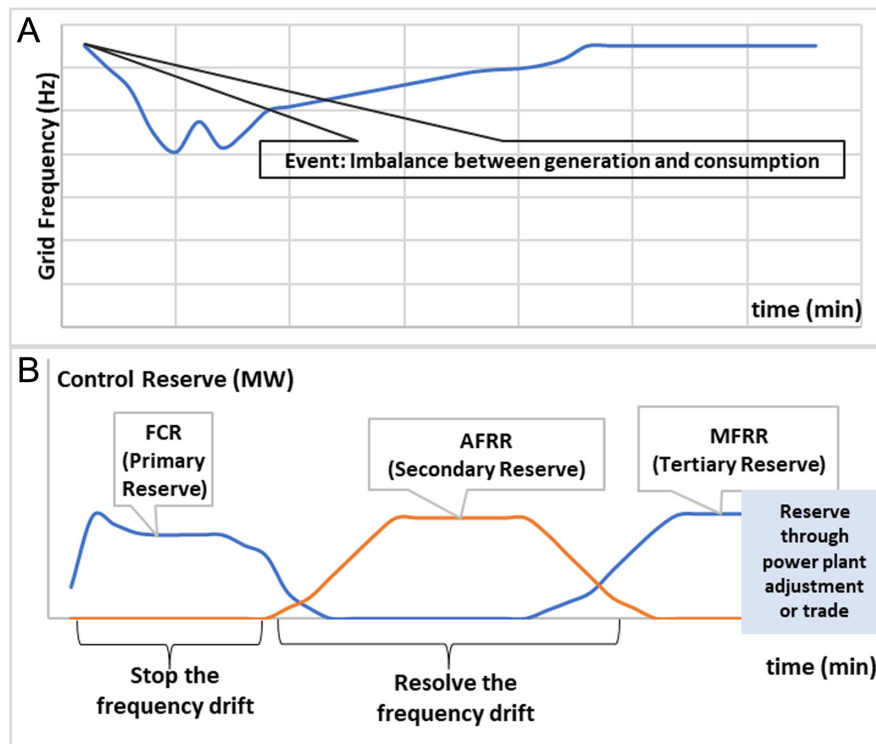 A
Grid Frequency (Hz)
Event: Imbalance between generation and consumption
time (min)
B
Control Reserve (MW)
FCR
(Primary
Reserve)
AFRR
(Secondary Reserve)
MFRR
(Tertiary Reserve)
Reserve
through
power plant
adjustment
or trade
Stop the
frequency drift
Resolve the
frequency drift
time (min)